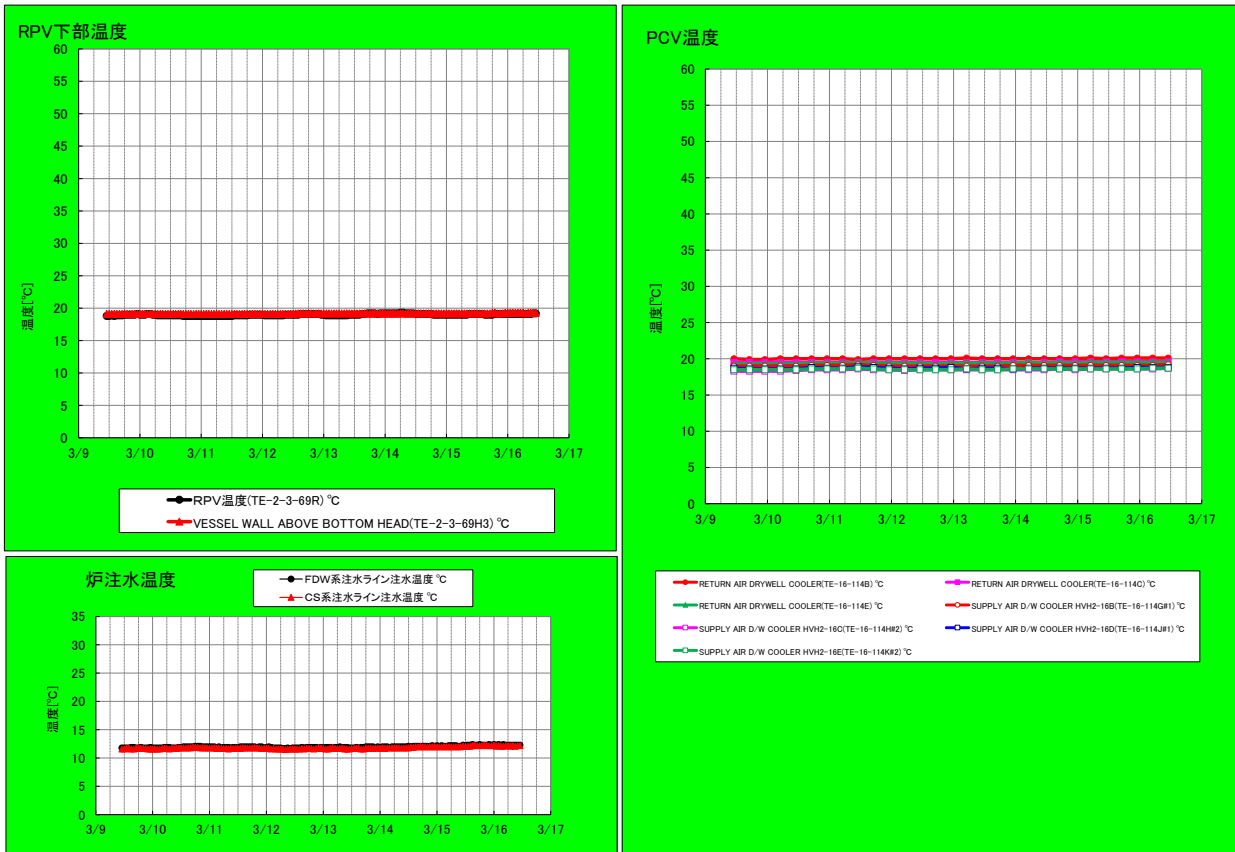 RPV下部温度
60
55
50
45
40
35
30
25
20
15
10
5
0
温度[℃]
3/9 3/10 3/11 3/12 3/13 3/14 3/15 3/16 3/17
RPV温度(TE-2-3-69R) ℃
VESSEL WALL ABOVE BOTTOM HEAD(TE-2-3-69H3) ℃
炉注水温度
FDW系注水ライン注水温度 ℃
CS系注水ライン注水温度 ℃
35
30
25
20
15
10
5
0
温度[℃]
3/9 3/10 3/11 3/12 3/13 3/14 3/15 3/16 3/17
PCV温度
60
55
50
45
40
35
30
25
20
15
10
5
0
温度[℃]
3/9 3/10 3/11 3/12 3/13 3/14 3/15 3/16 3/17
RETURN AIR DRYWELL COOLER(TE-16-114B) ℃
RETURN AIR DRYWELL COOLER(TE-16-114C) ℃
RETURN AIR DRYWELL COOLER(TE-16-114E) ℃
SUPPLY AIR D/W COOLER HVH2-16B(TE-16-114G#1) ℃
SUPPLY AIR D/W COOLER HVH2-16C(TE-16-114H#2) ℃
SUPPLY AIR D/W COOLER HVH2-16D(TE-16-114J#1) ℃
SUPPLY AIR D/W COOLER HVH2-16E(TE-16-114K#2) ℃